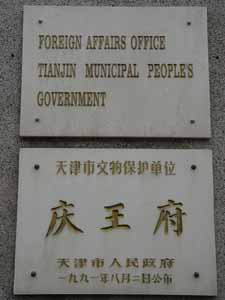 FOREIGN AFFAIRS OFFICE
TIANJIN MUNICIPAL PEOPLE'S
GOVERNMENT
天津市文物保护单位
庆王府
天津市人民政府
一九九一年八月二日公布